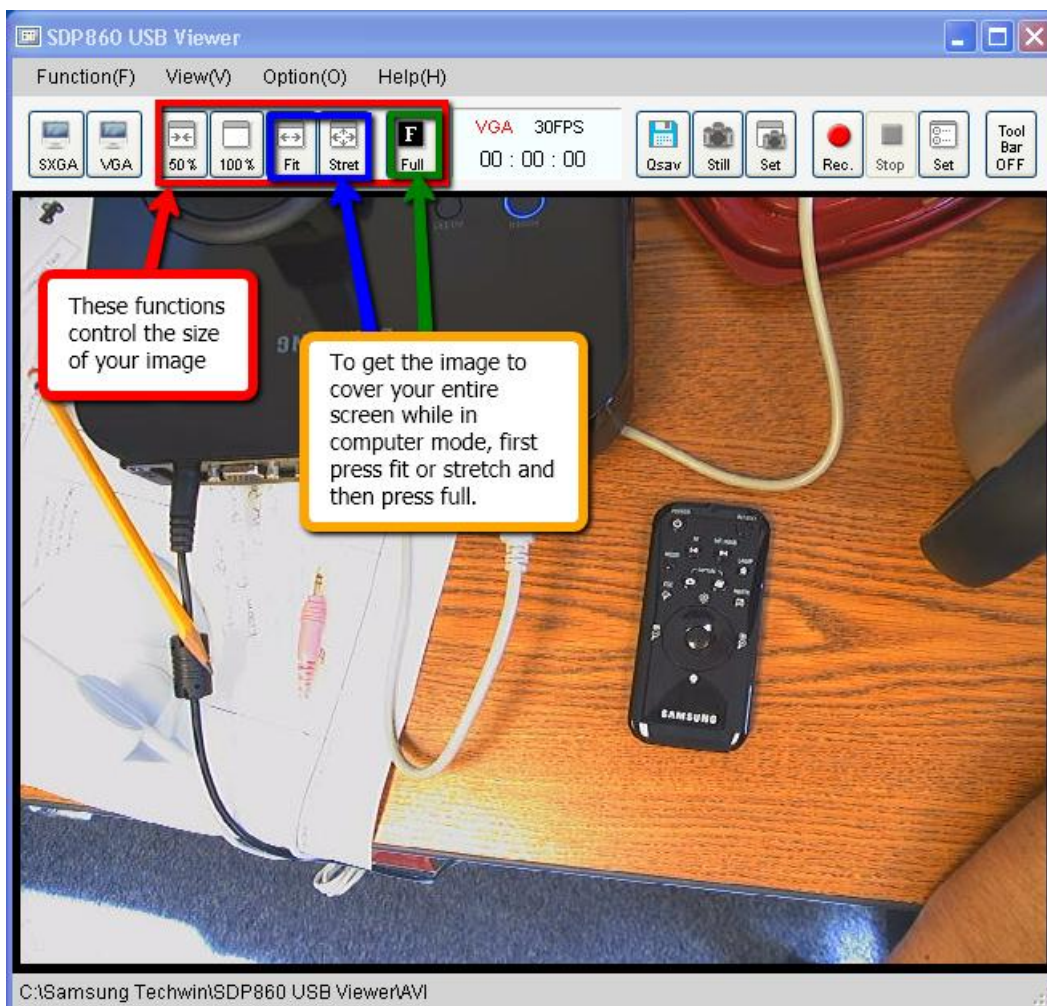 SDP860 USB Viewer
Function(F) View(V) Option(O) Help(H)
SXGA VGA 50% 100% Fit Stret F Full
VGA 30FPS
00 : 00 : 00
Qsav Still Set Rec. Stop Set
Tool
Bar
OFF
These functions
control the size
of your image
To get the image to
cover your entire
screen while in
computer mode, first
press fit or stretch and
then press full.
SAMSUNG
C:\Samsung Techwin\SDP860 USB Viewer\AVI